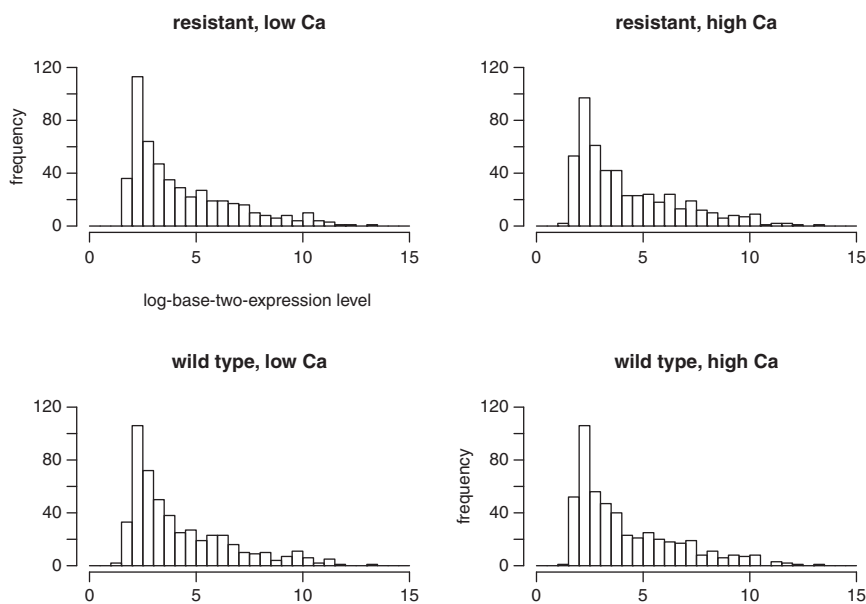 resistant, low Ca
resistant, high Ca
120
80
40
0
frequency
0 5 10 15
log-base-two-expression level
120
80
40
0
0 5 10 15
wild type, low Ca
wild type, high Ca
120
80
40
0
0 5 10 15
120
80
40
0
frequency
0 5 10 15